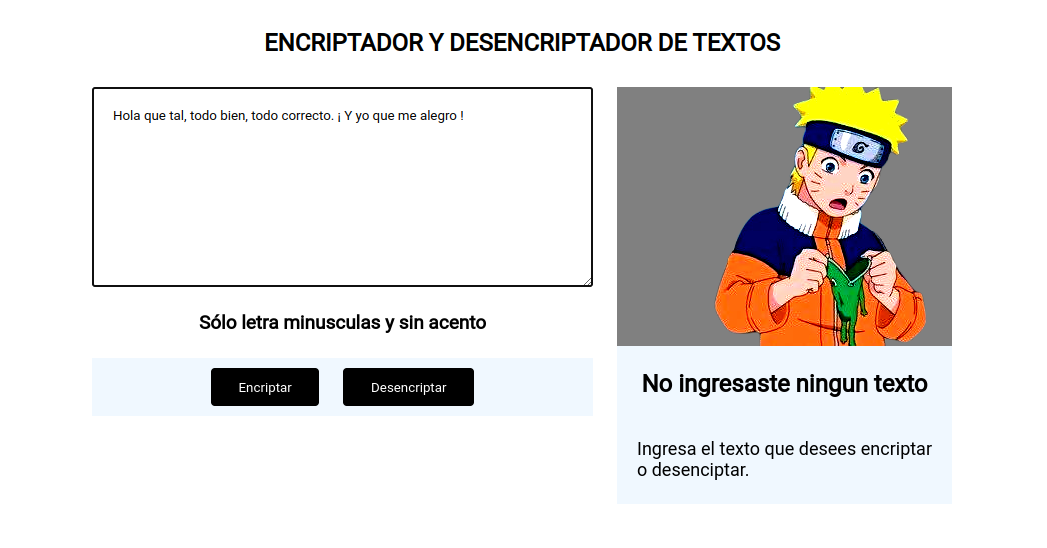 ENCRIPTADOR Y DESENCRIPTADOR DE TEXTOS
Hola que tal, todo bien, todo correcto. ¡ Y yo que me alegro !
Sólo letra minusculas y sin acento
Encriptar
Desencriptar
No ingresaste ningun texto
Ingresa el texto que desees encriptar
o desenciptar.